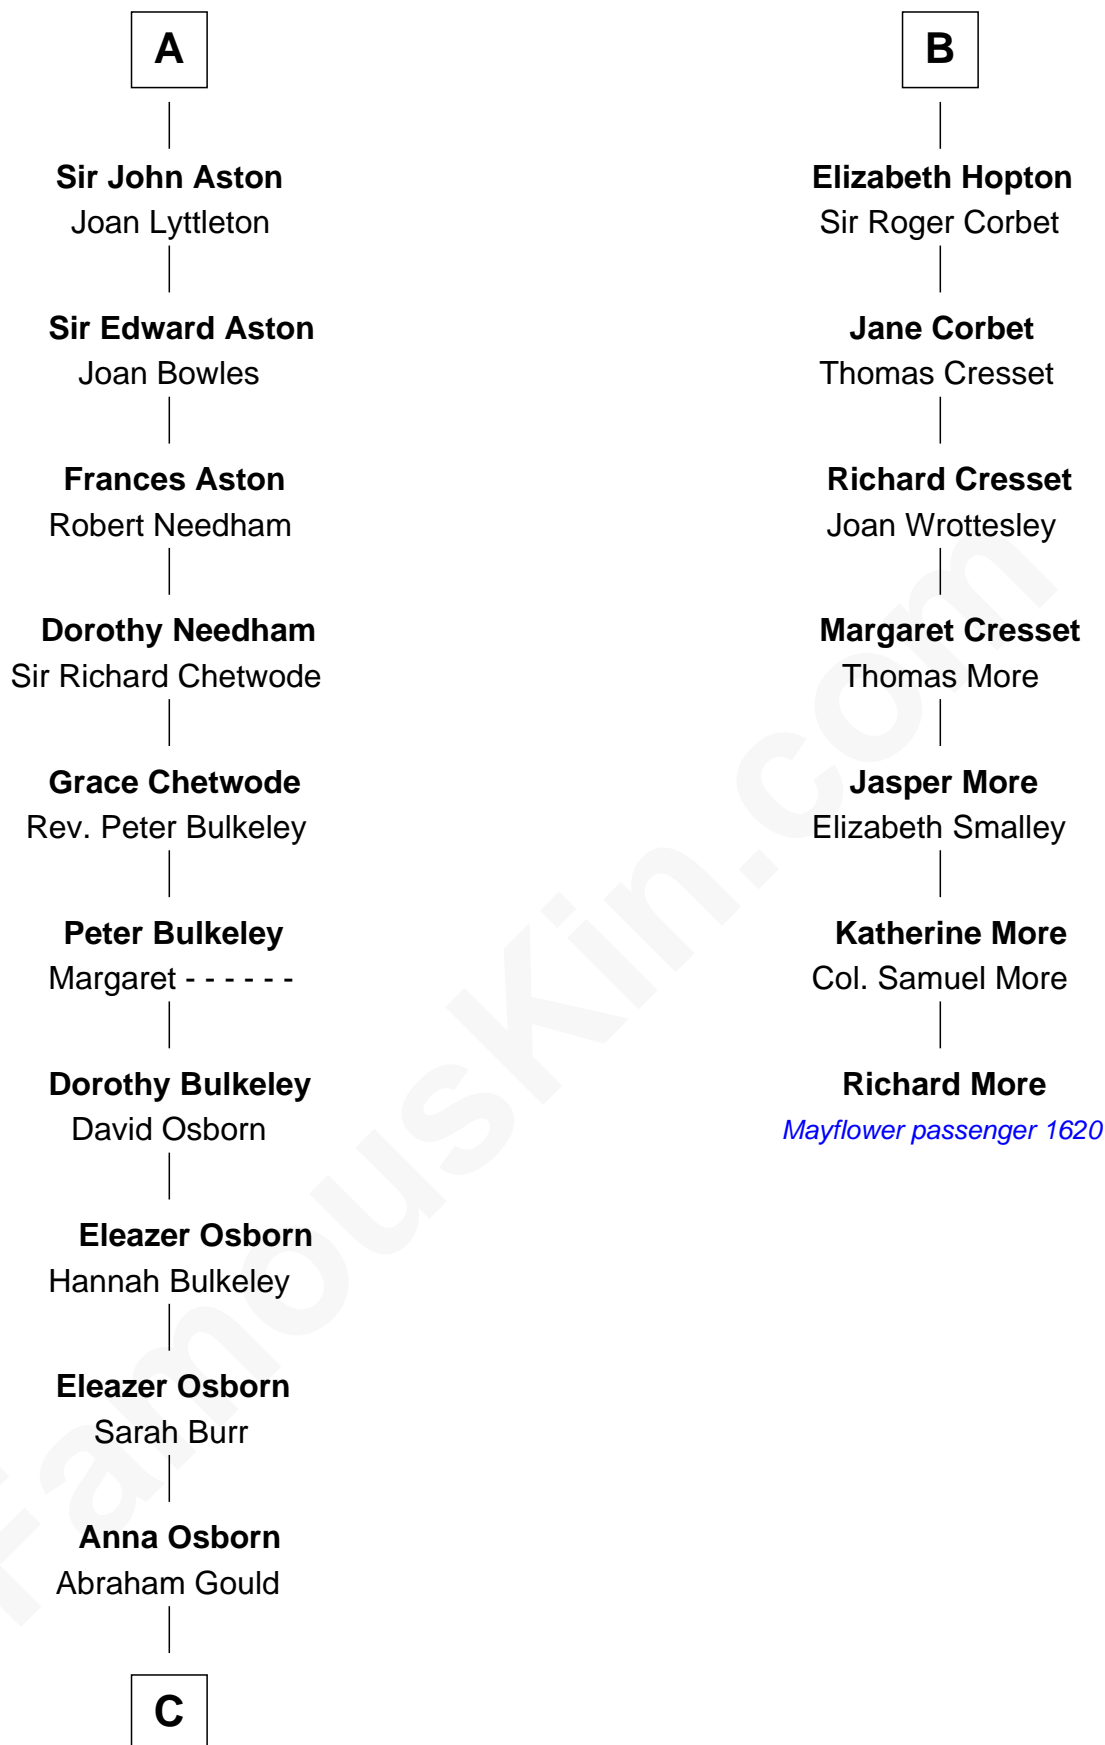 A
Sir John Aston
Joan Lyttleton
Sir Edward Aston
Joan Bowles
Frances Aston
Robert Needham
Dorothy Needham
Sir Richard Chetwode
Grace Chetwode
Rev. Peter Bulkeley
Peter Bulkeley
Margaret - - - - - -
Dorothy Bulkeley
David Osborn
Eleazer Osborn
Hannah Bulkeley
Eleazer Osborn
Sarah Burr
Anna Osborn
Abraham Gould
C
B
Elizabeth Hopton
Sir Roger Corbet
Jane Corbet
Thomas Cresset
Richard Cresset
Joan Wrottesley
Margaret Cresset
Thomas More
Jasper More
Elizabeth Smalley
Katherine More
Col. Samuel More
Richard More
Mayflower passenger 1620
FamousKin.com